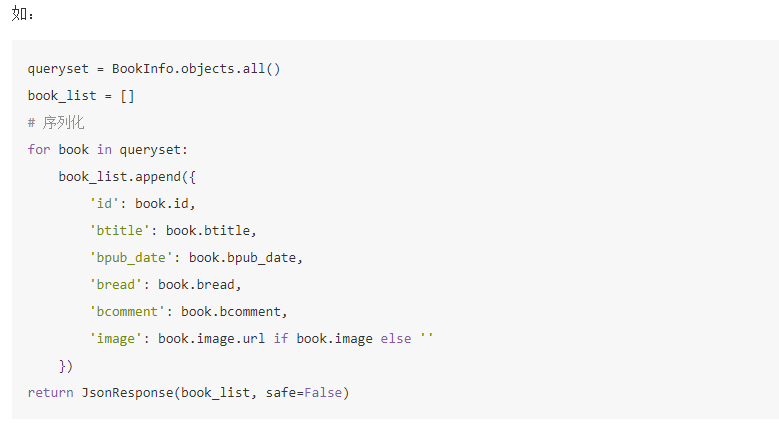 如：
queryset = BookInfo.objects.all()
book_list = []
# 序列化
for book in queryset:
    book_list.append({
        'id': book.id,
        'btitle': book.btitle,
        'bpub_date': book.bpub_date,
        'bread': book.bread,
        'bcomment': book.bcomment,
        'image': book.image.url if book.image else ''
    })
return JsonResponse(book_list, safe=False)